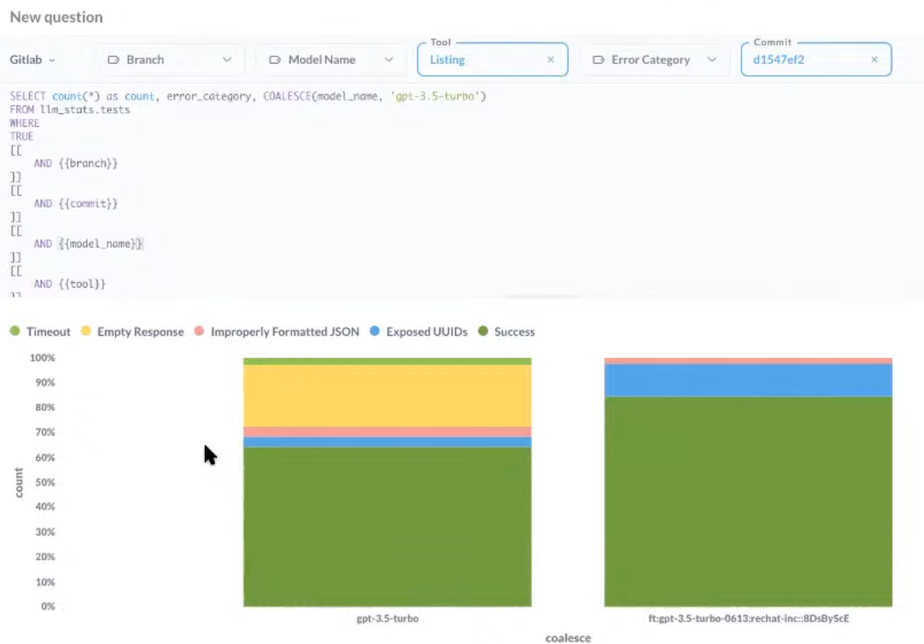 New question
Gitlab Branch Model Name Tool Listing × Error Category Commit d1547ef2 ×
SELECT count(*) as count, error_category, COALESCE(model_name, 'gpt-3.5-turbo')
FROM llm_stats.tests
WHERE
TRUE
[[
AND {{branch}}
]]
[[
AND {{commit}}
]]
[[
AND {{model_name}}
]]
[[
AND {{tool}}
]]
Timeout Empty Response Improperly Formatted JSON Exposed UUIDs Success
100%
90%
80%
70%
60%
50%
40%
30%
20%
10%
0%
count
gpt-3.5-turbo ft:gpt-3.5-turbo-0613:rechat-inc::8DsByScE
coalesce